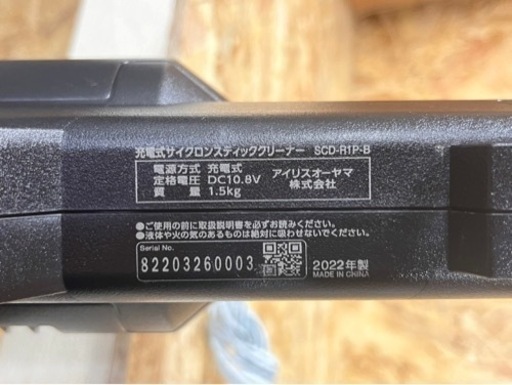 充電式サイクロンスティッククリーナー SCD-R1P-B
電源方式 充電式
定格電圧 DC10.8V
質量 1.5kg
アイリスオーヤマ
株式会社
●ご使用の前に取扱説明書を必ずお読みください。
●液体や火の気のあるものは絶対に吸わせないでください。
Serial No.
82203260003
2022年製
MADE IN CHINA